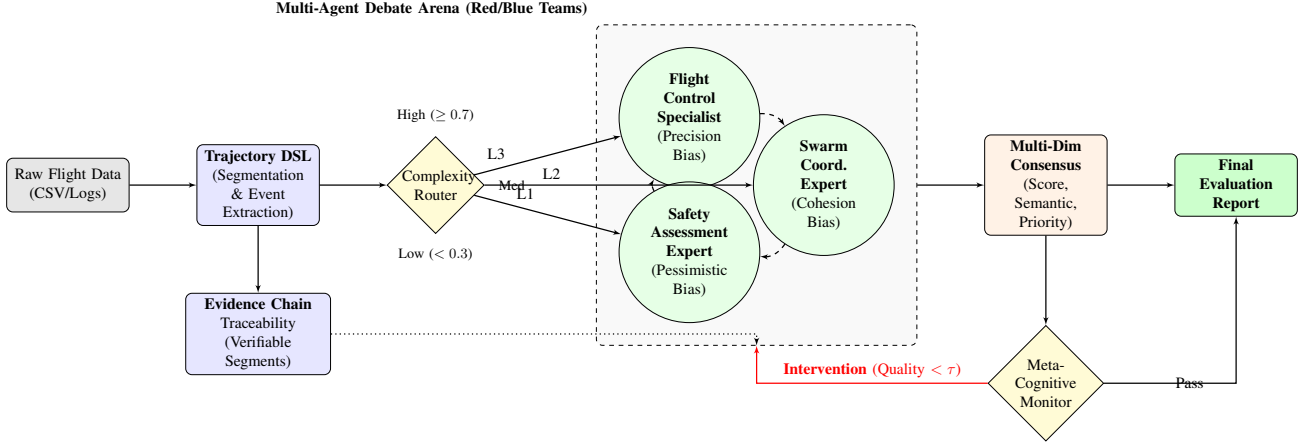 Multi-Agent Debate Arena (Red/Blue Teams)
Raw Flight Data
(CSV/Logs)
Trajectory DSL
(Segmentation
& Event
Extraction)
Evidence Chain
Traceability
(Verifiable
Segments)
High (≥ 0.7)
Complexity
Router
Low (< 0.3)
L3
Med
L2
L1
Flight
Control
Specialist
(Precision
Bias)
Safety
Assessment
Expert
(Pessimistic
Bias)
Swarm
Coord.
Expert
(Cohesion
Bias)
Multi-Dim
Consensus
(Score,
Semantic,
Priority)
Final
Evaluation
Report
Intervention (Quality < τ)
Meta-
Cognitive
Monitor
Pass